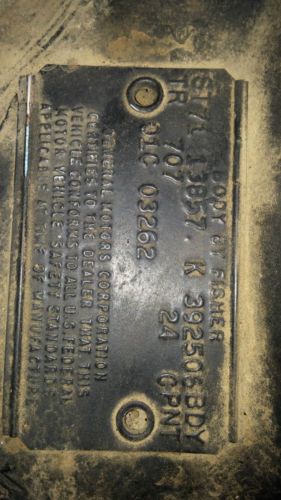 BODY BY FISHER
ST 71 13857 K 392506 BDY
TR 707 24 G PNT
01C 03262
GENERAL MOTORS CORPORATION
CERTIFIES TO THE DEALER THAT THIS
VEHICLE CONFORMS TO ALL U.S. FEDERAL
MOTOR VEHICLE SAFETY STANDARDS
APPLICABLE AT TIME OF MANUFACTURE